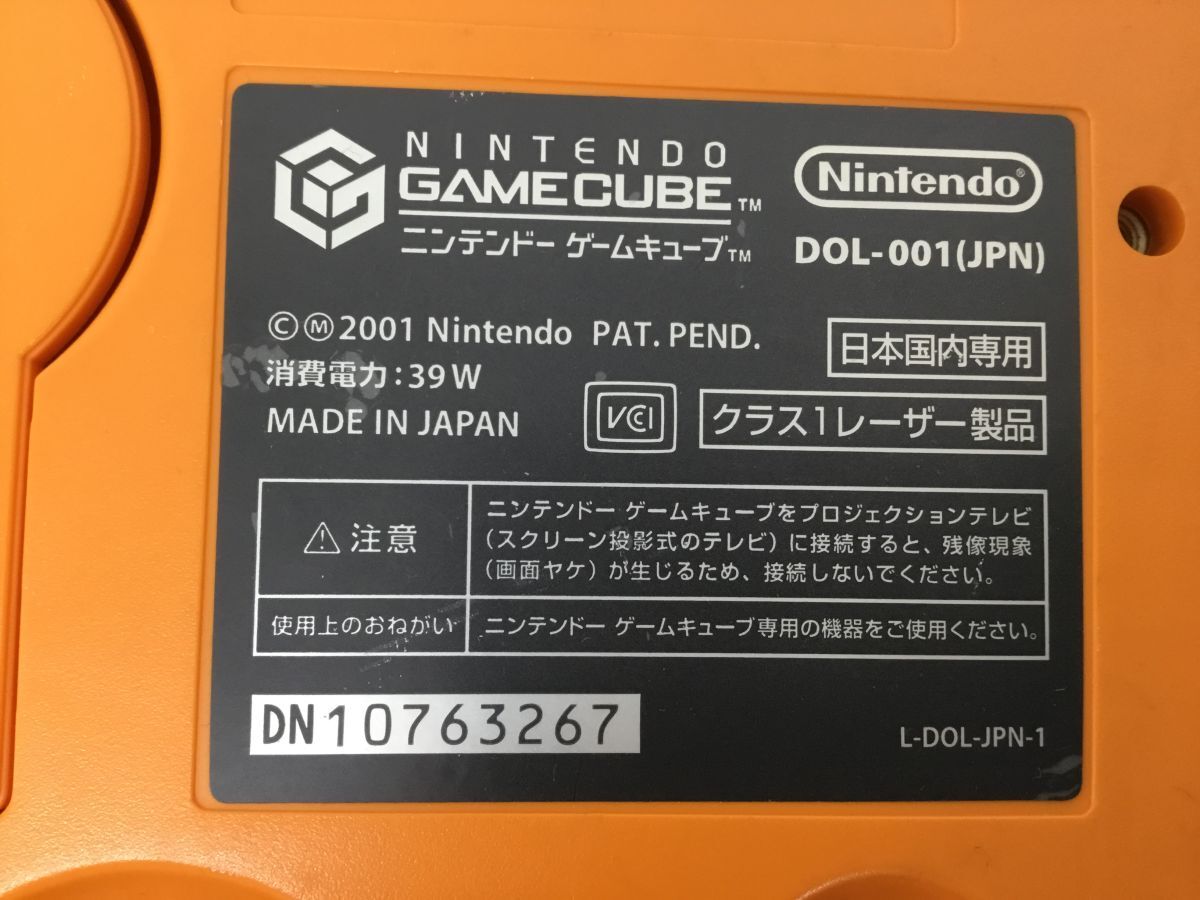 NINTENDO
GAMECUBE™
ニンテンドー ゲームキューブ™
Nintendo®
DOL-001(JPN)
ⒸⓂ2001 Nintendo PAT. PEND.
日本国内専用
消費電力:39W
MADE IN JAPAN
VCCI
クラス1レーザー製品
⚠注意
ニンテンドー ゲームキューブをプロジェクションテレビ
(スクリーン投影式のテレビ)に接続すると、残像現象
(画面ヤケ)が生じるため、接続しないでください。
使用上のおねがい
ニンテンドー ゲームキューブ専用の機器をご使用ください。
DN10763267
L-DOL-JPN-1